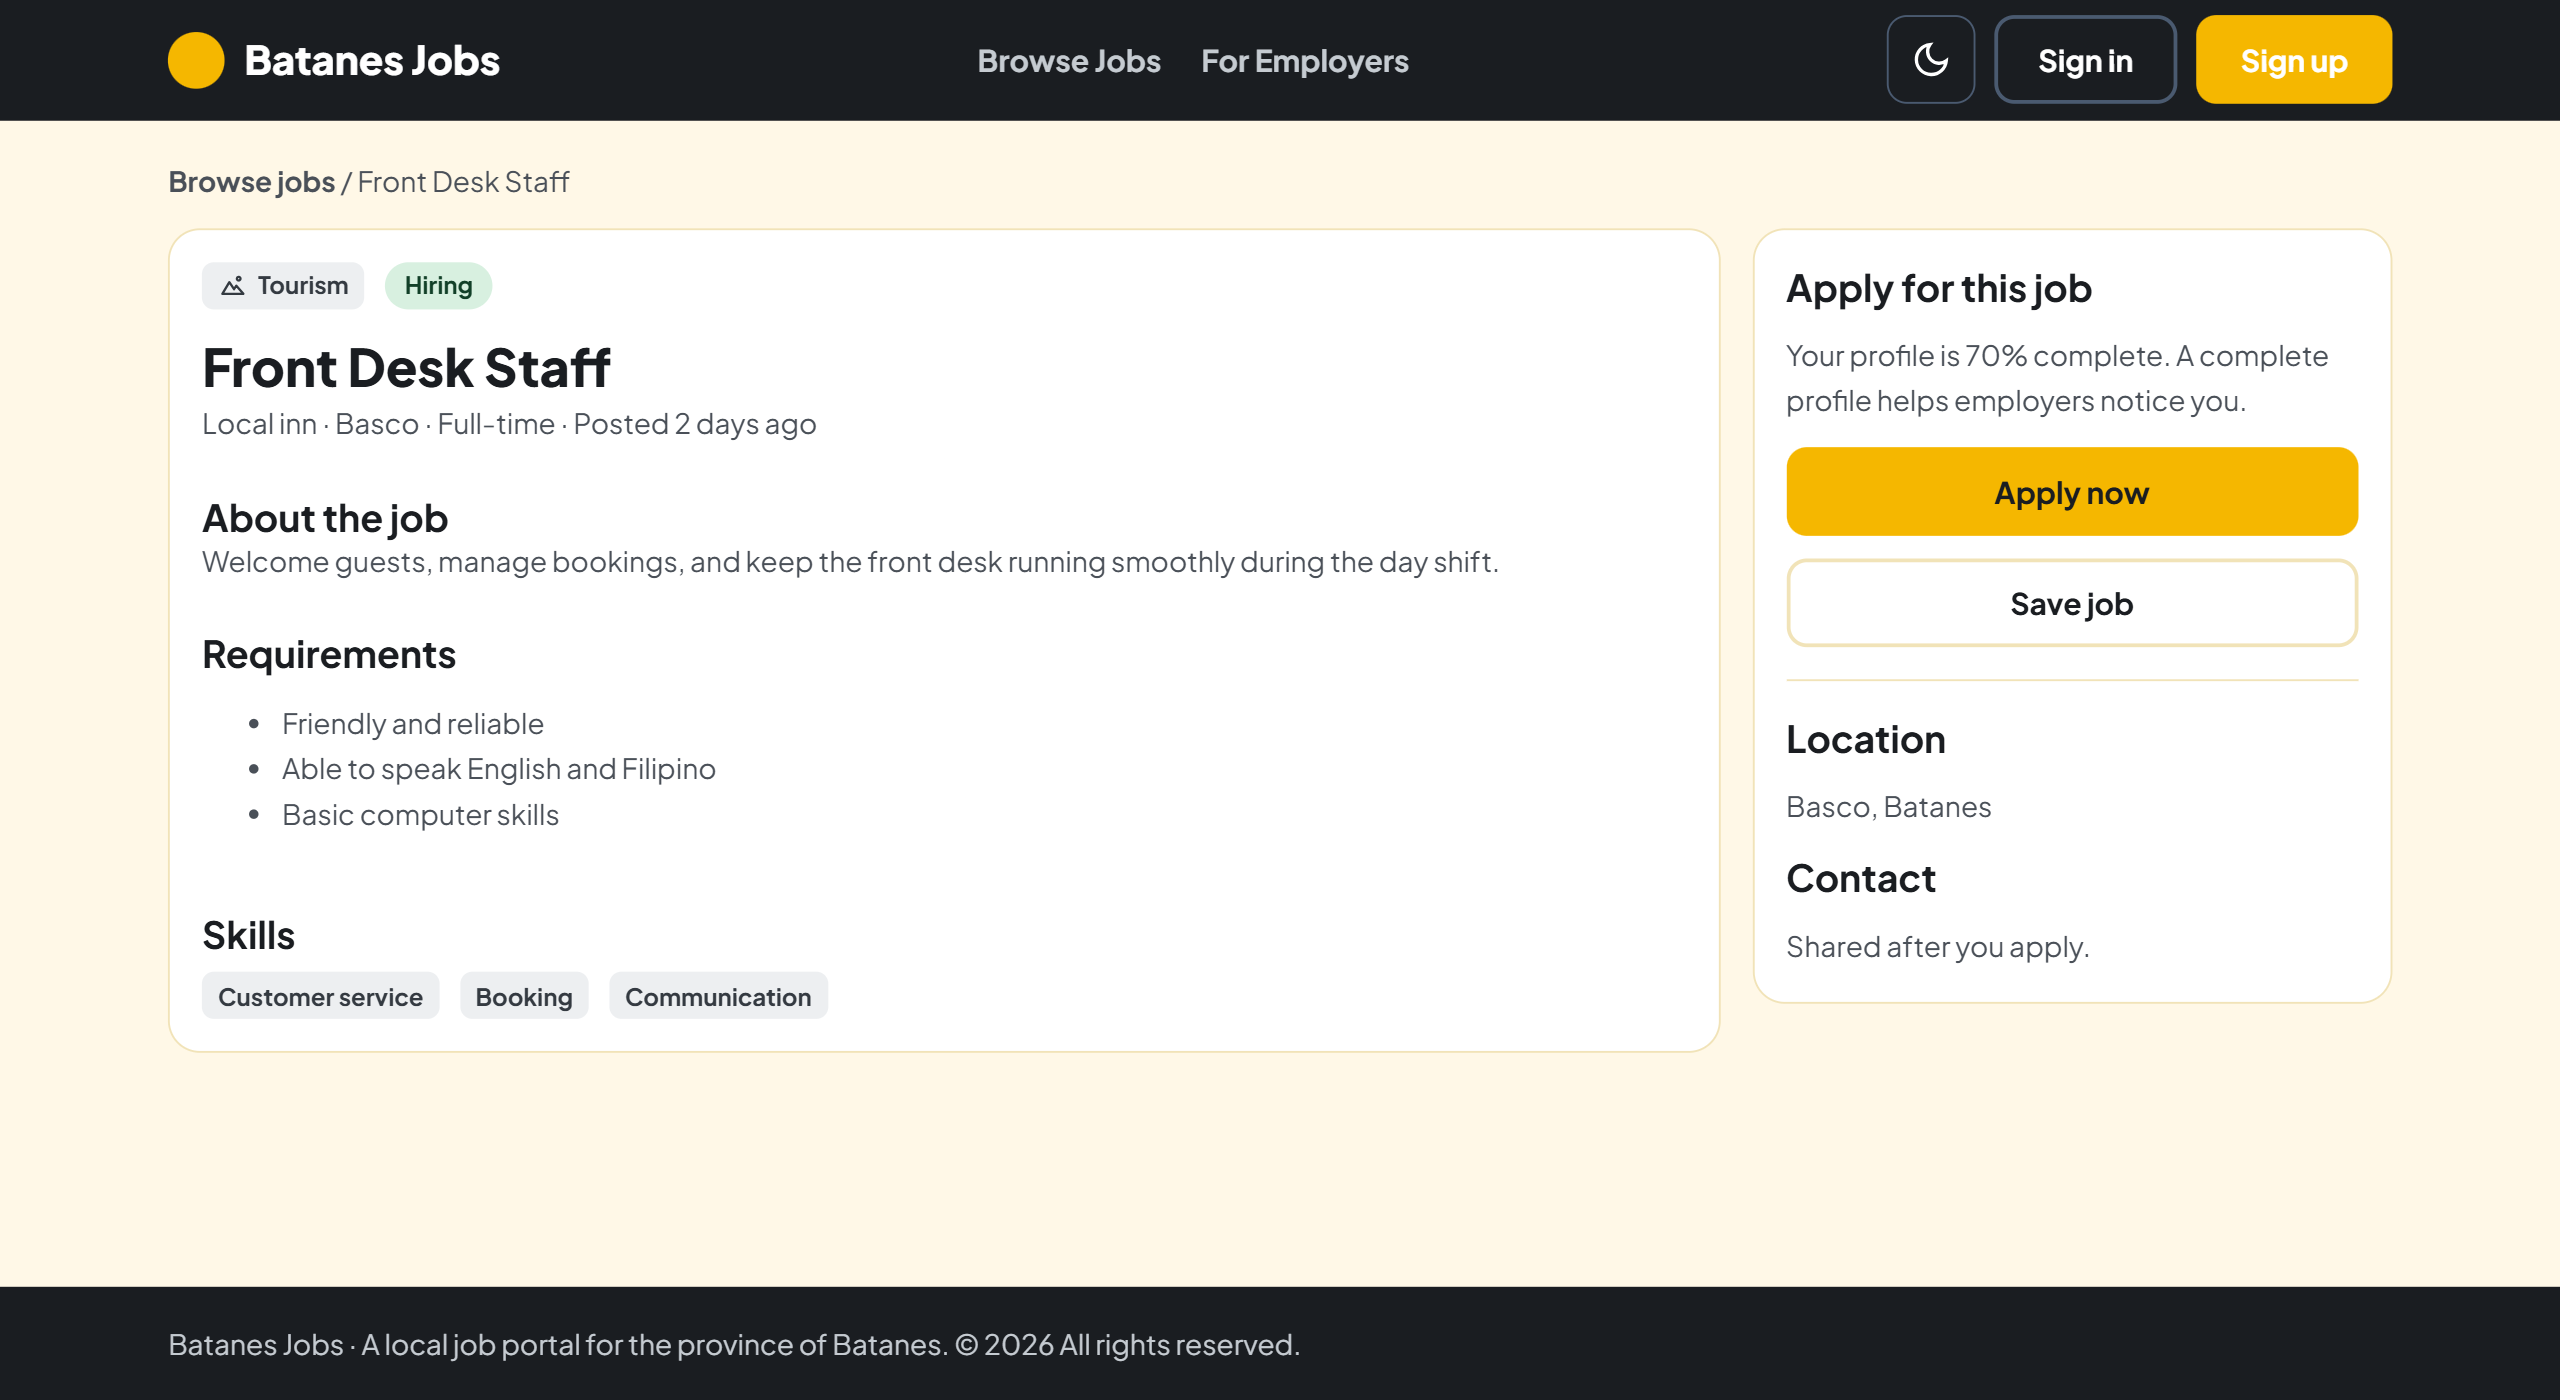 Batanes Jobs
Browse Jobs
For Employers
Sign in
Sign up
Browse jobs / Front Desk Staff
Tourism
Hiring
Front Desk Staff
Local inn · Basco · Full-time · Posted 2 days ago
About the job
Welcome guests, manage bookings, and keep the front desk running smoothly during the day shift.
Requirements
• Friendly and reliable
• Able to speak English and Filipino
• Basic computer skills
Skills
Customer service
Booking
Communication
Apply for this job
Your profile is 70% complete. A complete
profile helps employers notice you.
Apply now
Save job
Location
Basco, Batanes
Contact
Shared after you apply.
Batanes Jobs · A local job portal for the province of Batanes. © 2026 All rights reserved.